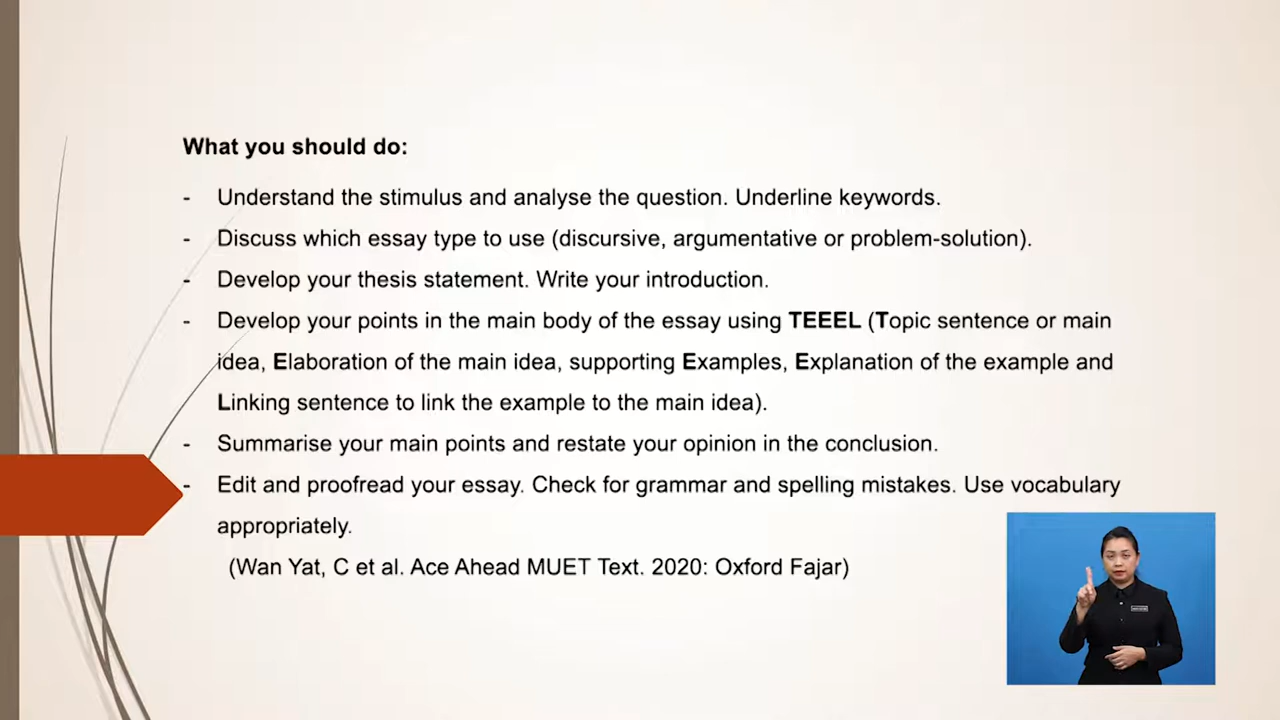 What you should do:
- Understand the stimulus and analyse the question. Underline keywords.
- Discuss which essay type to use (discursive, argumentative or problem-solution).
- Develop your thesis statement. Write your introduction.
- Develop your points in the main body of the essay using TEEEL (Topic sentence or main
idea, Elaboration of the main idea, supporting Examples, Explanation of the example and
Linking sentence to link the example to the main idea).
- Summarise your main points and restate your opinion in the conclusion.
- Edit and proofread your essay. Check for grammar and spelling mistakes. Use vocabulary
appropriately.
(Wan Yat, C et al. Ace Ahead MUET Text. 2020: Oxford Fajar)